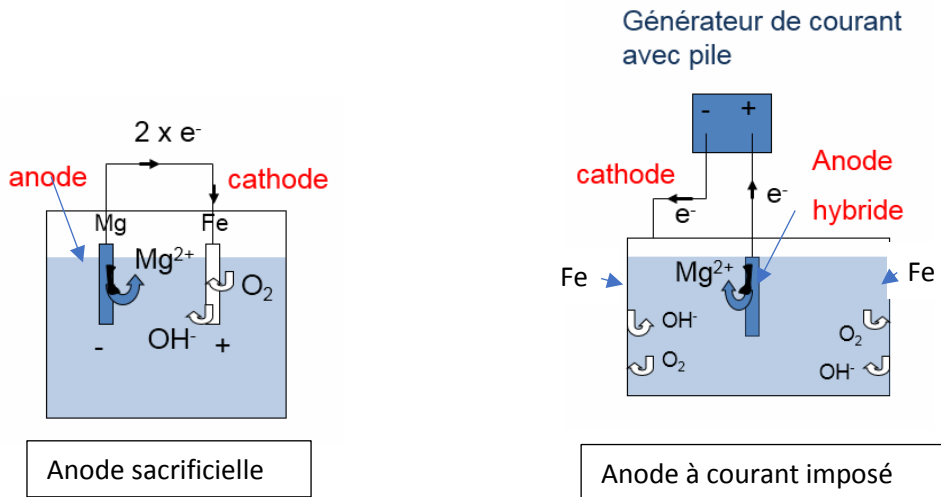 Générateur de courant
avec pile
- +
2 x e⁻
anode
cathode
Mg
Fe
Mg²⁺
O₂
OH⁻
- +
Anode sacrificielle
cathode
Anode
hybride
e⁻
e⁻
Fe
Mg²⁺
Fe
OH⁻
O₂
O₂
OH⁻
Anode à courant imposé